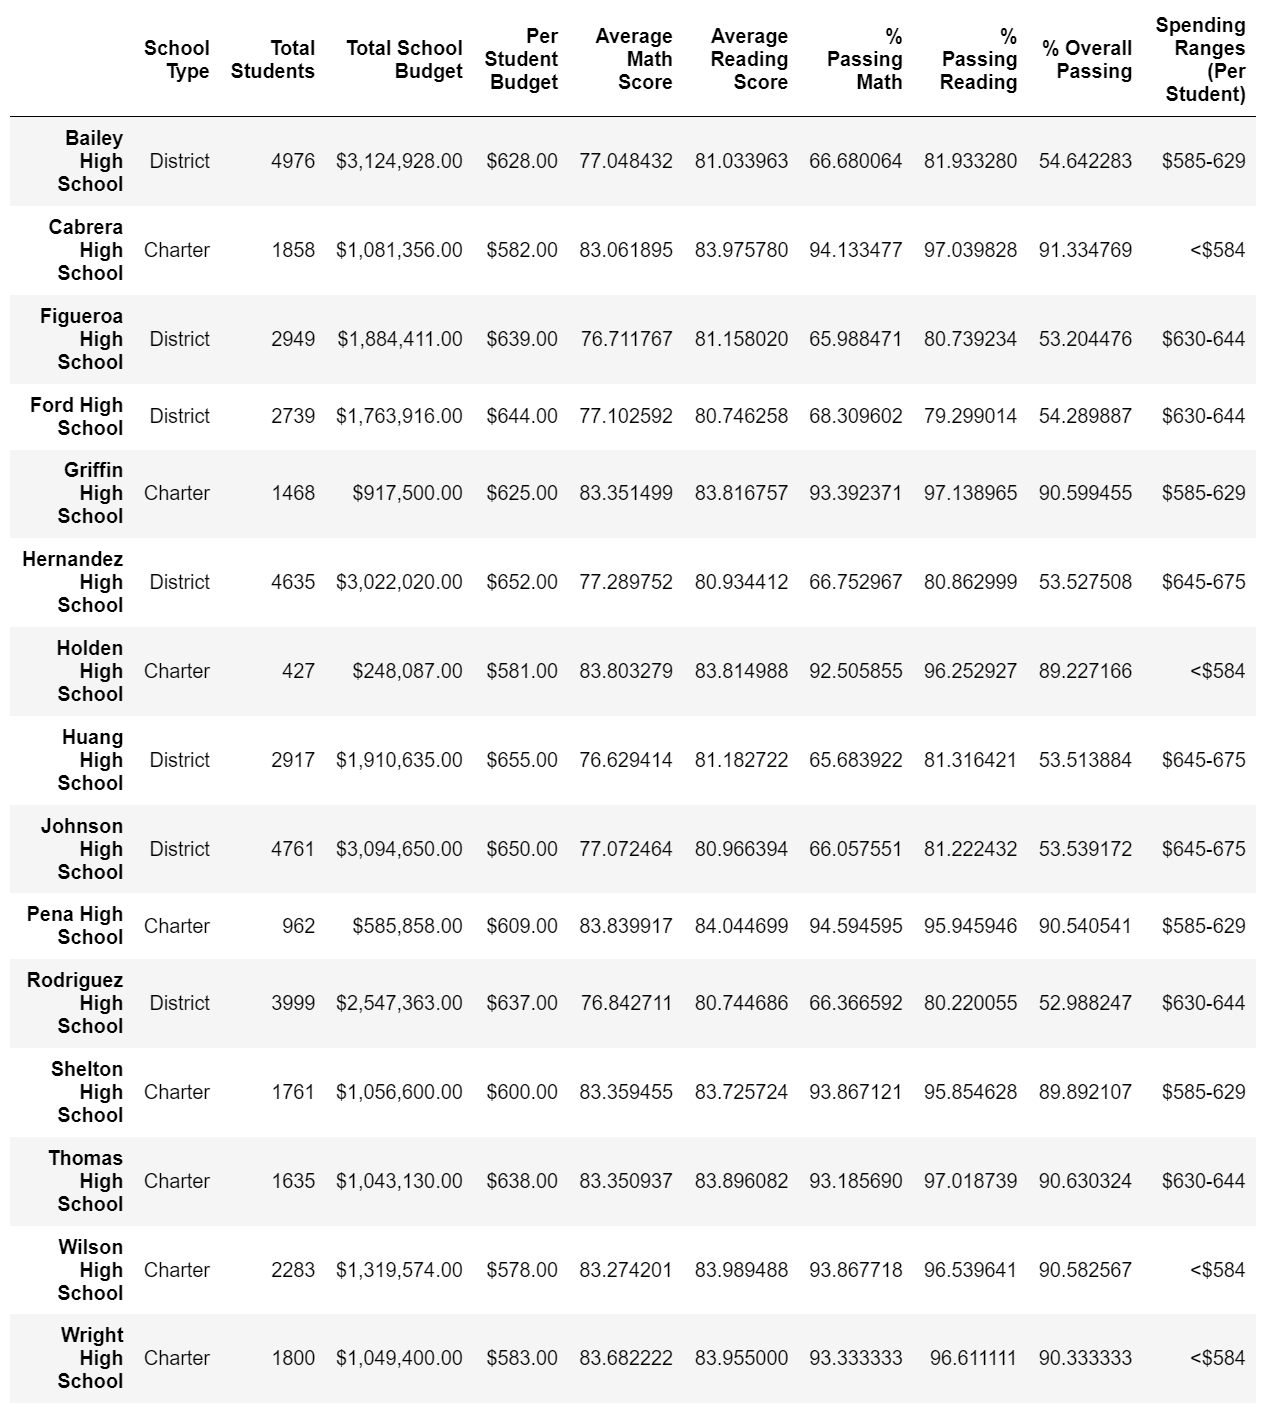 School Type Total Students Total School Budget Per Student Budget Average Math Score Average Reading Score % Passing Math % Passing Reading % Overall Passing Spending Ranges (Per Student)
Bailey High School District 4976 $3,124,928.00 $628.00 77.048432 81.033963 66.680064 81.933280 54.642283 $585-629
Cabrera High School Charter 1858 $1,081,356.00 $582.00 83.061895 83.975780 94.133477 97.039828 91.334769 <$584
Figueroa High School District 2949 $1,884,411.00 $639.00 76.711767 81.158020 65.988471 80.739234 53.204476 $630-644
Ford High School District 2739 $1,763,916.00 $644.00 77.102592 80.746258 68.309602 79.299014 54.289887 $630-644
Griffin High School Charter 1468 $917,500.00 $625.00 83.351499 83.816757 93.392371 97.138965 90.599455 $585-629
Hernandez High School District 4635 $3,022,020.00 $652.00 77.289752 80.934412 66.752967 80.862999 53.527508 $645-675
Holden High School Charter 427 $248,087.00 $581.00 83.803279 83.814988 92.505855 96.252927 89.227166 <$584
Huang High School District 2917 $1,910,635.00 $655.00 76.629414 81.182722 65.683922 81.316421 53.513884 $645-675
Johnson High School District 4761 $3,094,650.00 $650.00 77.072464 80.966394 66.057551 81.222432 53.539172 $645-675
Pena High School Charter 962 $585,858.00 $609.00 83.839917 84.044699 94.594595 95.945946 90.540541 $585-629
Rodriguez High School District 3999 $2,547,363.00 $637.00 76.842711 80.744686 66.366592 80.220055 52.988247 $630-644
Shelton High School Charter 1761 $1,056,600.00 $600.00 83.359455 83.725724 93.867121 95.854628 89.892107 $585-629
Thomas High School Charter 1635 $1,043,130.00 $638.00 83.350937 83.896082 93.185690 97.018739 90.630324 $630-644
Wilson High School Charter 2283 $1,319,574.00 $578.00 83.274201 83.989488 93.867718 96.539641 90.582567 <$584
Wright High School Charter 1800 $1,049,400.00 $583.00 83.682222 83.955000 93.333333 96.611111 90.333333 <$584